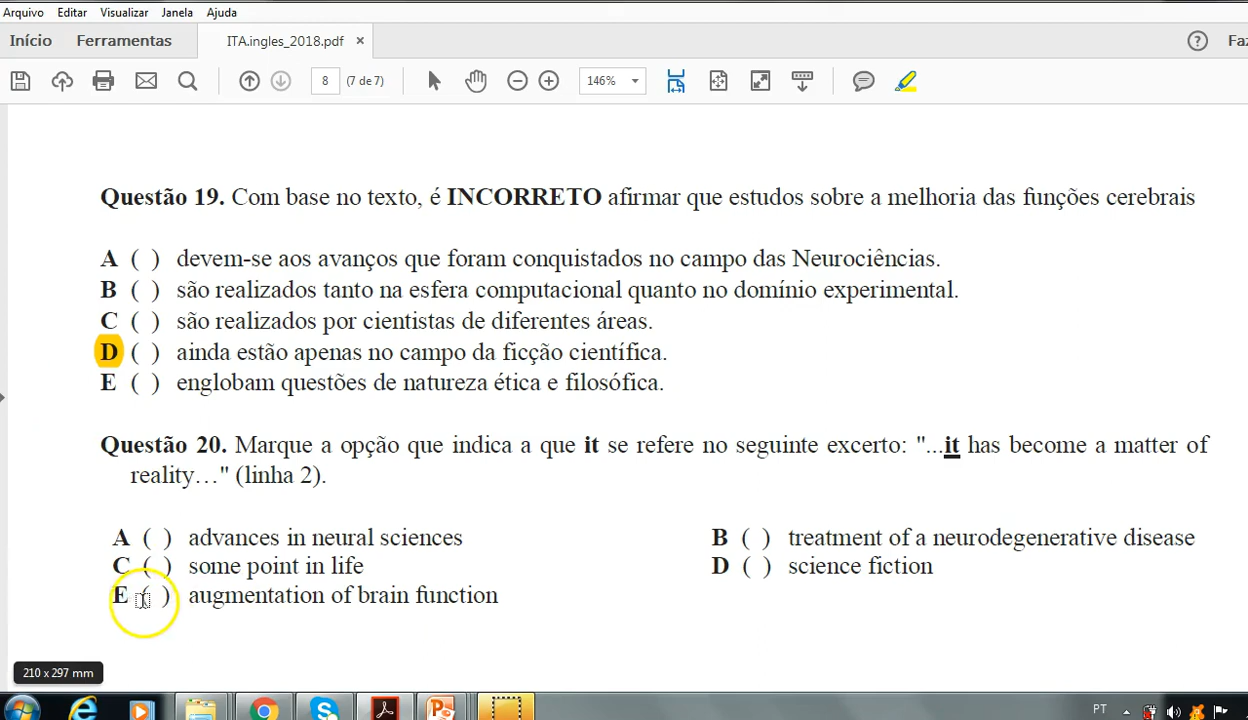 Arquivo Editar Visualizar Janela Ajuda
Início Ferramentas ITA.ingles_2018.pdf ×
8 (7 de 7) 146%
Questão 19. Com base no texto, é INCORRETO afirmar que estudos sobre a melhoria das funções cerebrais
A ( ) devem-se aos avanços que foram conquistados no campo das Neurociências.
B ( ) são realizados tanto na esfera computacional quanto no domínio experimental.
C ( ) são realizados por cientistas de diferentes áreas.
D ( ) ainda estão apenas no campo da ficção científica.
E ( ) englobam questões de natureza ética e filosófica.
Questão 20. Marque a opção que indica a que it se refere no seguinte excerto: "...it has become a matter of
reality…" (linha 2).
A ( ) advances in neural sciences B ( ) treatment of a neurodegenerative disease
C ( ) some point in life D ( ) science fiction
E ( ) augmentation of brain function
210 x 297 mm
PT